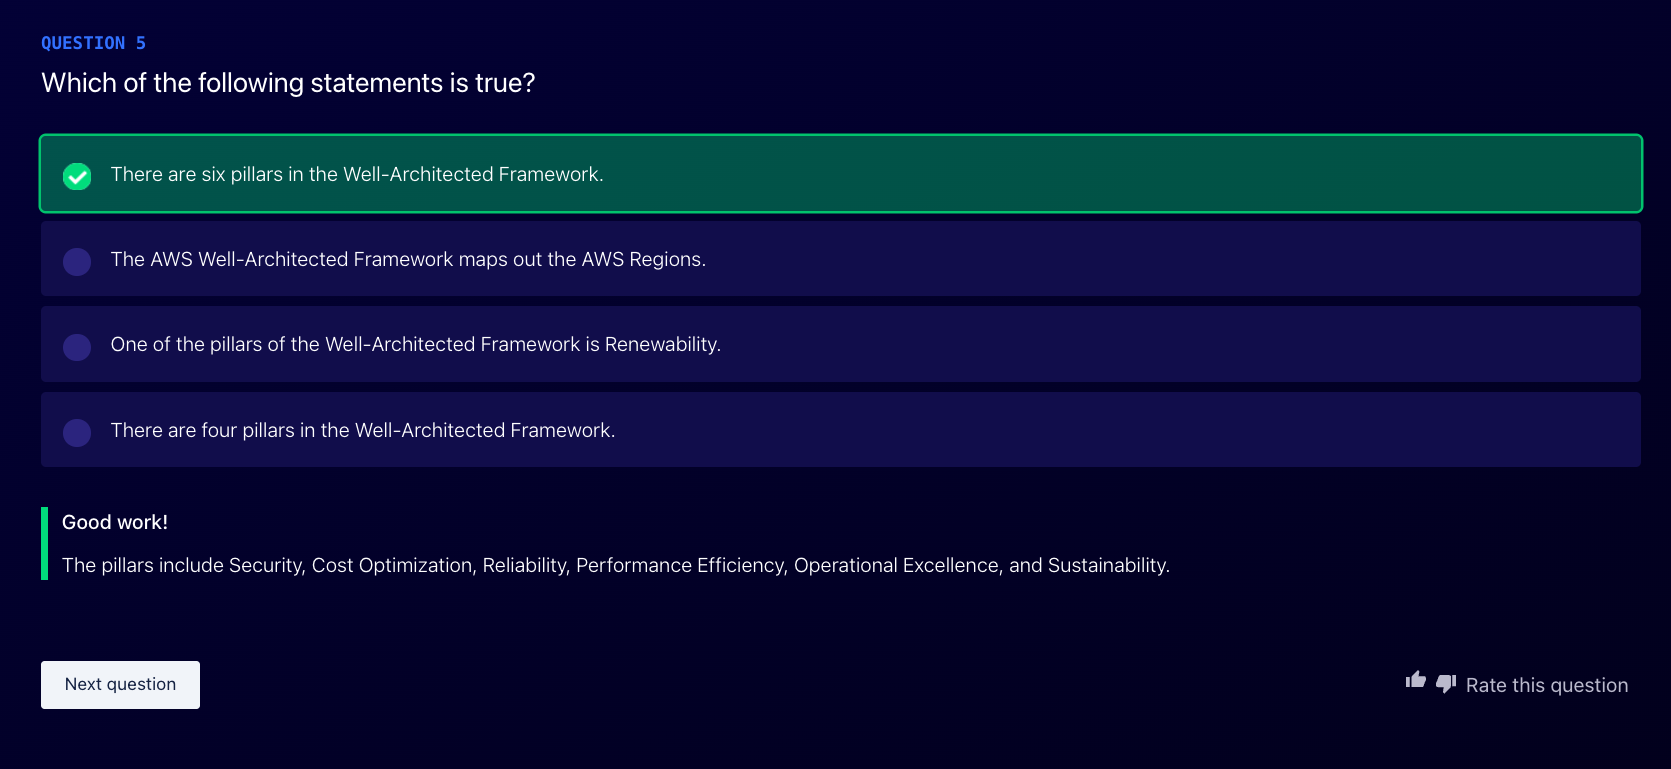 QUESTION 5
Which of the following statements is true?
There are six pillars in the Well-Architected Framework.
The AWS Well-Architected Framework maps out the AWS Regions.
One of the pillars of the Well-Architected Framework is Renewability.
There are four pillars in the Well-Architected Framework.
Good work!
The pillars include Security, Cost Optimization, Reliability, Performance Efficiency, Operational Excellence, and Sustainability.
Next question
Rate this question